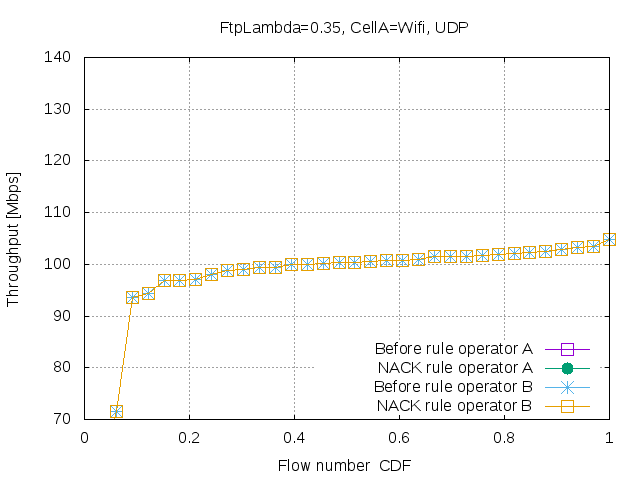 FtpLambda=0.35, CellA=Wifi, UDP
Throughput [Mbps]
140
130
120
110
100
90
80
70
Before rule operator A
NACK rule operator A
Before rule operator B
NACK rule operator B
0 0.2 0.4 0.6 0.8 1
Flow number CDF